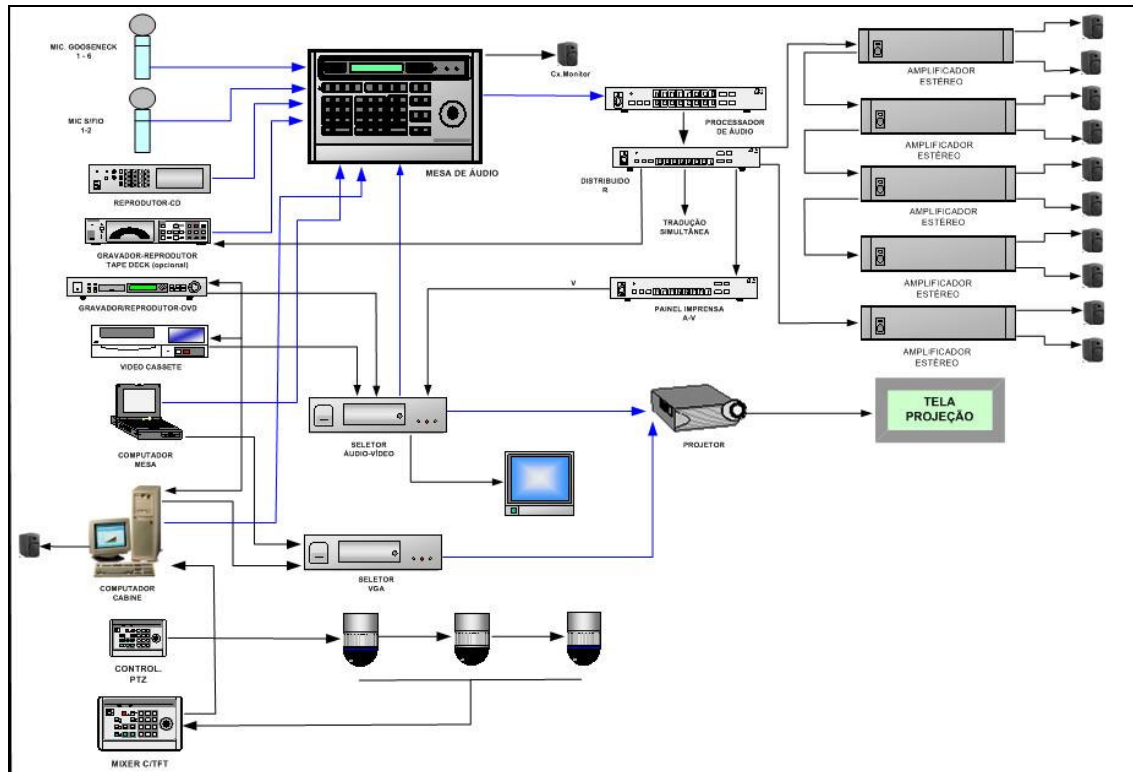 MIC. GOOSENECK
1 - 6
MIC S/FIO
1-2
REPRODUTOR-CD
GRAVADOR-REPRODUTOR
TAPE DECK (opcional)
GRAVADOR/REPRODUTOR-DVD
VIDEO CASSETE
COMPUTADOR
MESA
COMPUTADOR
CABINE
CONTROL.
PTZ
MIXER C/TFT
MESA DE ÁUDIO
Cx.Monitor
PROCESSADOR
DE ÁUDIO
DISTRIBUIDO
R
TRADUÇÃO
SIMULTÂNEA
V
PAINEL IMPRENSA
A-V
SELETOR
ÁUDIO-VÍDEO
SELETOR
VGA
PROJETOR
TELA
PROJEÇÃO
AMPLIFICADOR
ESTÉREO
AMPLIFICADOR
ESTÉREO
AMPLIFICADOR
ESTÉREO
AMPLIFICADOR
ESTÉREO
AMPLIFICADOR
ESTÉREO